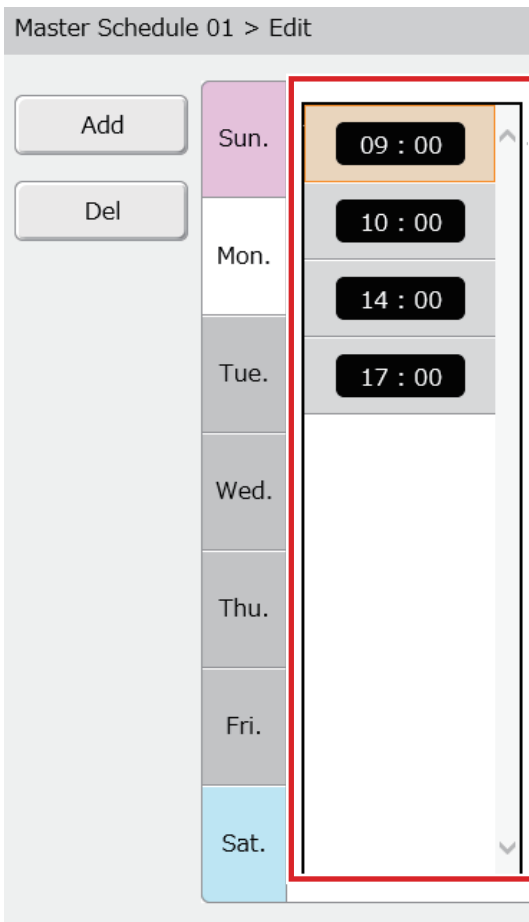 Master Schedule 01 > Edit
Add
Del
Sun.
Mon.
Tue.
Wed.
Thu.
Fri.
Sat.
09 : 00
10 : 00
14 : 00
17 : 00